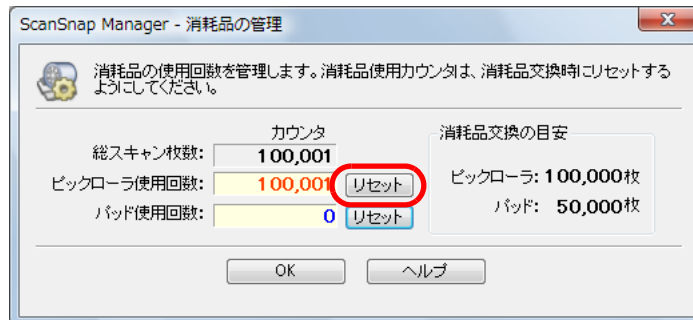 ScanSnap Manager - 消耗品の管理
消耗品の使用回数を管理します。消耗品使用カウンタは、消耗品交換時にリセットする
ようにしてください。
カウンタ
総スキャン枚数: 100,001
ピックローラ使用回数: 100,001 リセット
パッド使用回数: 0 リセット
消耗品交換の目安
ピックローラ: 100,000枚
パッド: 50,000枚
OK ヘルプ